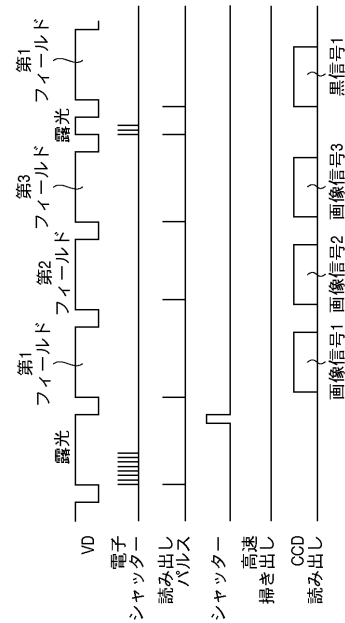 露光
第1
フィールド
第2
フィールド
第3
フィールド
露光
第1
フィールド
VD
電子
シャッター
読み出し
パルス
シャッター
高速
掃き出し
CCD
読み出し
画像信号1
画像信号2
画像信号3
黒信号1